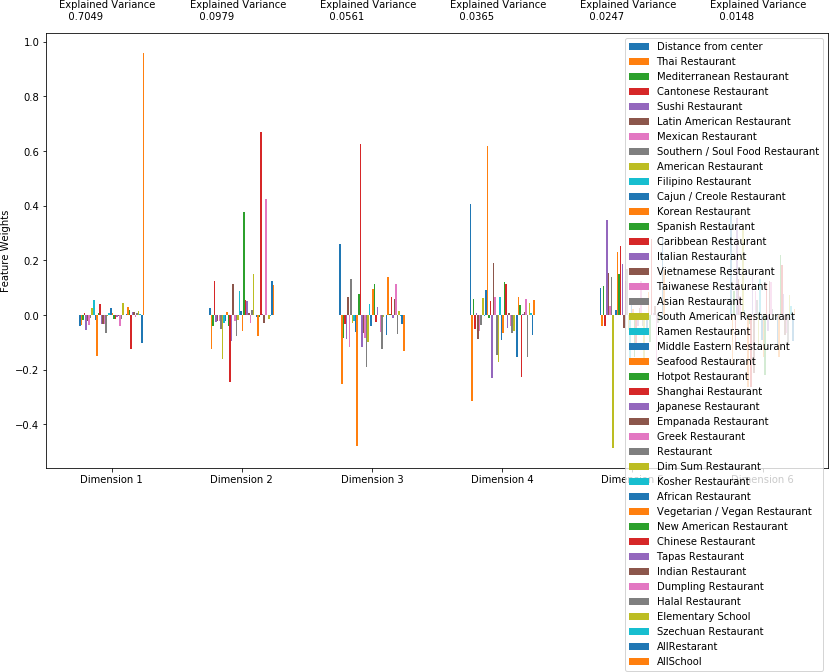 Explained Variance
0.7049
Explained Variance
0.0979
Explained Variance
0.0561
Explained Variance
0.0365
Explained Variance
0.0247
Explained Variance
0.0148
Feature Weights
1.0
0.8
0.6
0.4
0.2
0.0
−0.2
−0.4
Dimension 1
Dimension 2
Dimension 3
Dimension 4
Dimension 6
Distance from center
Thai Restaurant
Mediterranean Restaurant
Cantonese Restaurant
Sushi Restaurant
Latin American Restaurant
Mexican Restaurant
Southern / Soul Food Restaurant
American Restaurant
Filipino Restaurant
Cajun / Creole Restaurant
Korean Restaurant
Spanish Restaurant
Caribbean Restaurant
Italian Restaurant
Vietnamese Restaurant
Taiwanese Restaurant
Asian Restaurant
South American Restaurant
Ramen Restaurant
Middle Eastern Restaurant
Seafood Restaurant
Hotpot Restaurant
Shanghai Restaurant
Japanese Restaurant
Empanada Restaurant
Greek Restaurant
Restaurant
Dim Sum Restaurant
Kosher Restaurant
African Restaurant
Vegetarian / Vegan Restaurant
New American Restaurant
Chinese Restaurant
Tapas Restaurant
Indian Restaurant
Dumpling Restaurant
Halal Restaurant
Elementary School
Szechuan Restaurant
AllRestarant
AllSchool